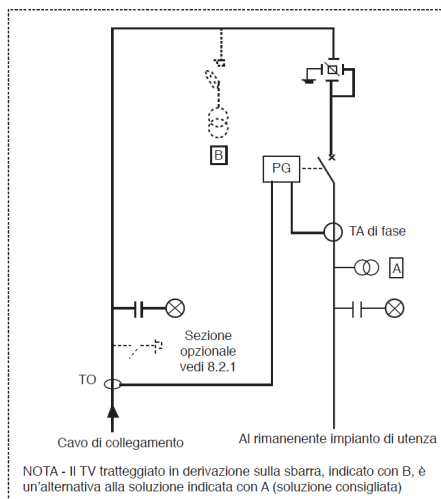 B
PG
TA di fase
A
Sezione
opzionale
vedi 8.2.1
TO
Cavo di collegamento
Al rimanenente impianto di utenza
NOTA - Il TV tratteggiato in derivazione sulla sbarra, indicato con B, è
un'alternativa alla soluzione indicata con A (soluzione consigliata)